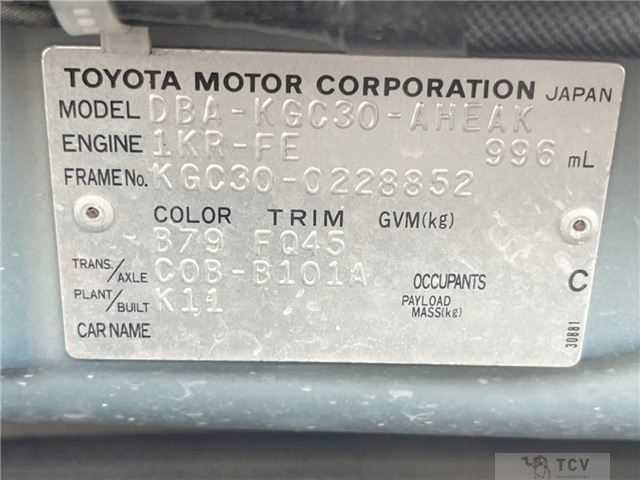 TOYOTA MOTOR CORPORATION JAPAN
MODEL DBA-KGC30-AHEAK
ENGINE 1KR-FE 996 mL
FRAME No. KGC30-0228852
COLOR TRIM GVM(kg)
B79 FQ45
TRANS./AXLE C0B-B101A OCCUPANTS C
PLANT/BUILT K11 PAYLOAD MASS(kg)
CAR NAME
30881
TCV